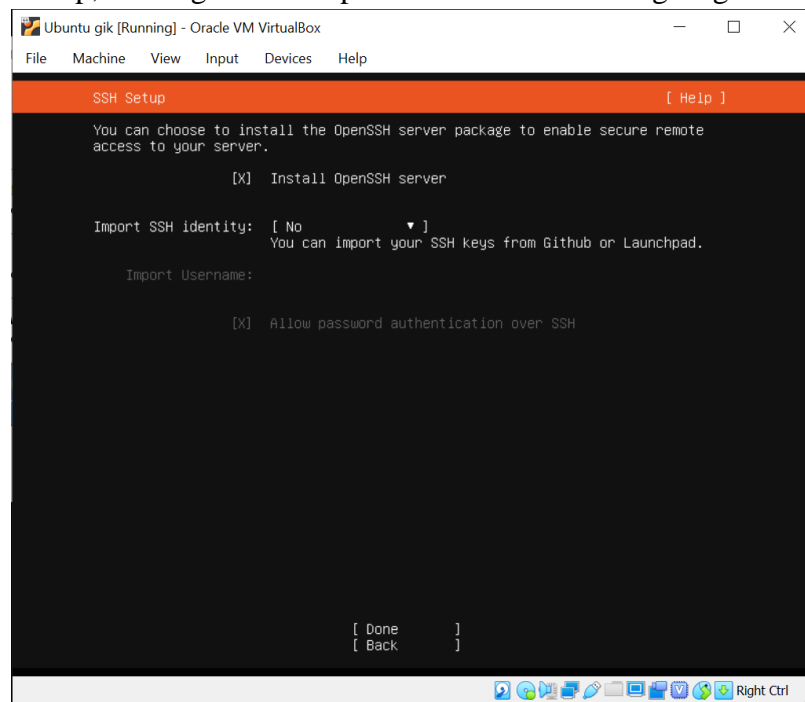 Ubuntu gik [Running] - Oracle VM VirtualBox
File Machine View Input Devices Help
SSH Setup [ Help ]
You can choose to install the OpenSSH server package to enable secure remote
access to your server.
[X] Install OpenSSH server
Import SSH identity: [ No ▾ ]
You can import your SSH keys from Github or Launchpad.
Import Username:
[X] Allow password authentication over SSH
[ Done ]
[ Back ]
Right Ctrl